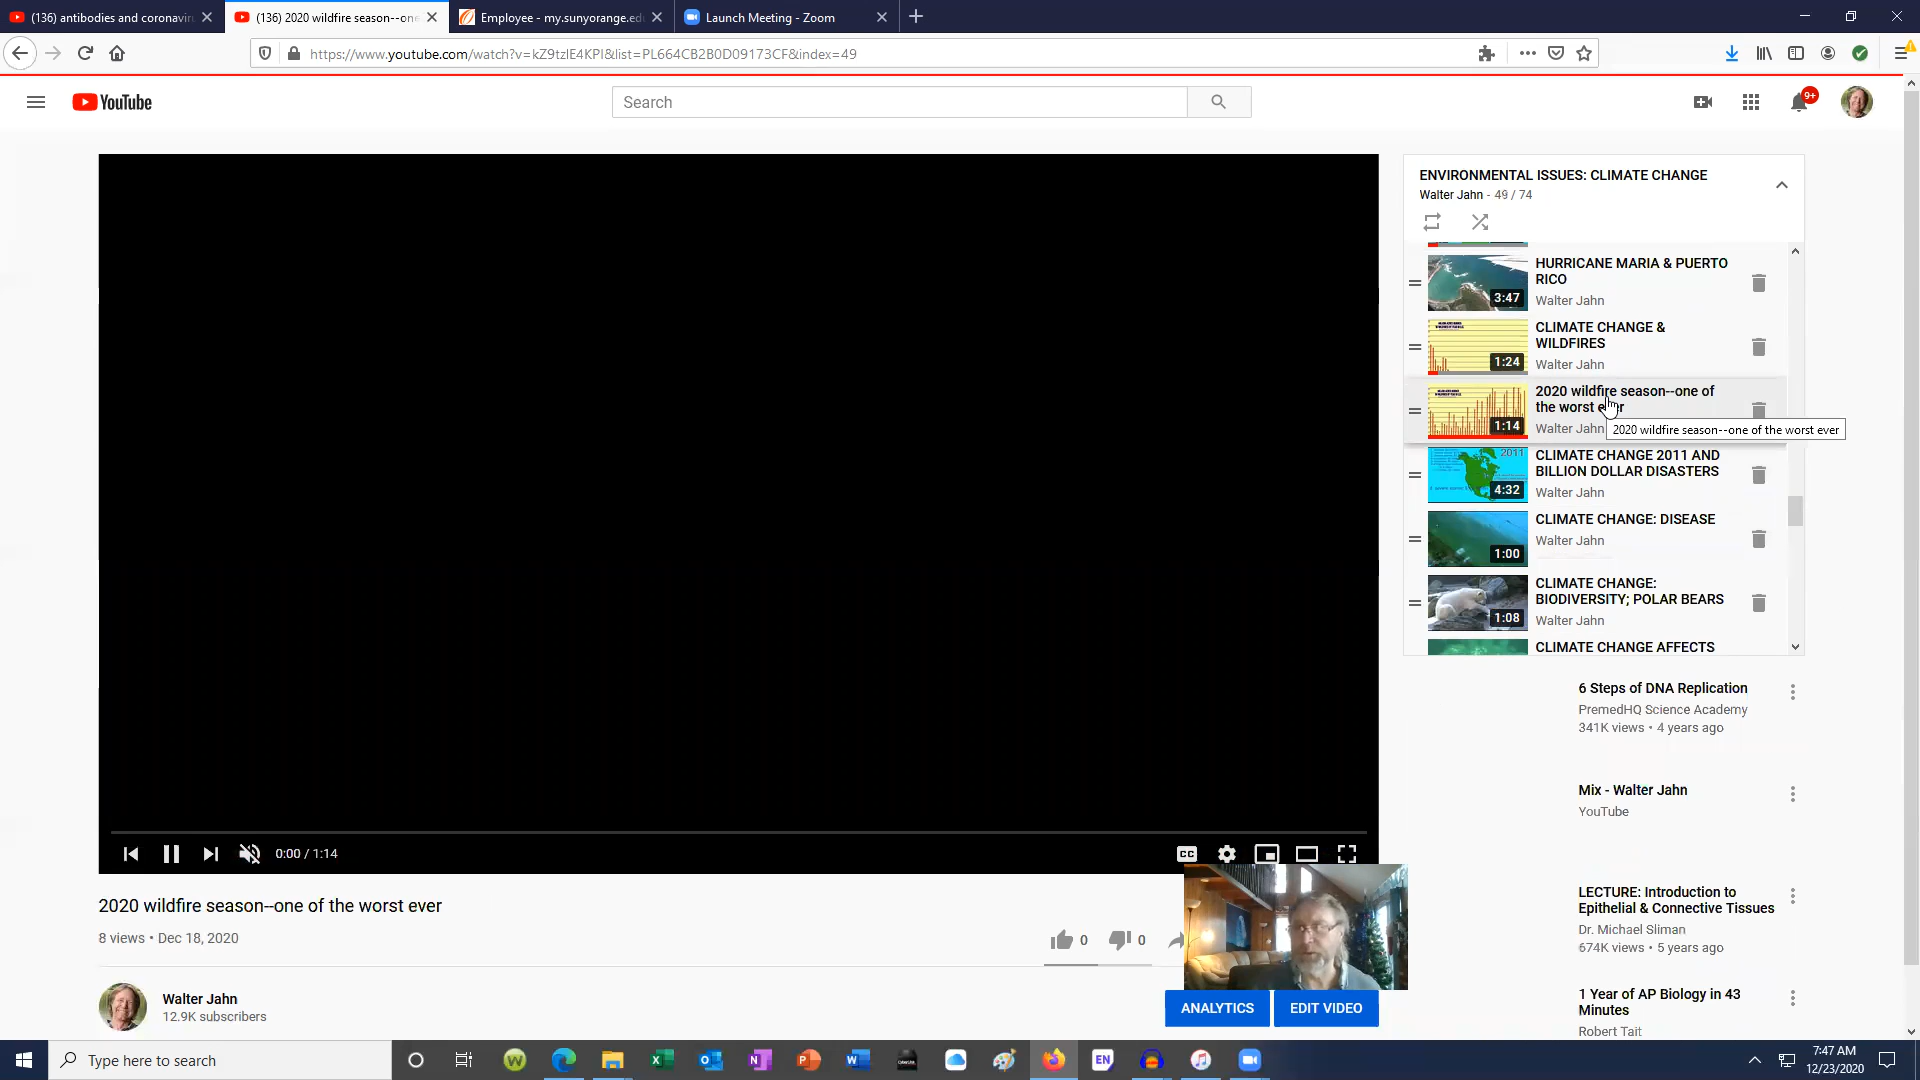 (136) antibodies and coronaviru
(136) 2020 wildfire season--one
Employee - my.sunyorange.edu
Launch Meeting - Zoom
https://www.youtube.com/watch?v=kZ9tzIE4KPI&list=PL664CB2B0D09173CF&index=49
YouTube
Search
9+
ENVIRONMENTAL ISSUES: CLIMATE CHANGE
Walter Jahn - 49 / 74
HURRICANE MARIA & PUERTO
RICO
3:47
Walter Jahn
CLIMATE CHANGE &
WILDFIRES
1:24
Walter Jahn
2020 wildfire season--one of
the worst ever
1:14
Walter Jahn
2020 wildfire season--one of the worst ever
CLIMATE CHANGE 2011 AND
BILLION DOLLAR DISASTERS
2011
4:32
Walter Jahn
CLIMATE CHANGE: DISEASE
Walter Jahn
1:00
CLIMATE CHANGE:
BIODIVERSITY; POLAR BEARS
1:08
Walter Jahn
CLIMATE CHANGE AFFECTS
6 Steps of DNA Replication
PremedHQ Science Academy
341K views • 4 years ago
Mix - Walter Jahn
YouTube
LECTURE: Introduction to
Epithelial & Connective Tissues
Dr. Michael Sliman
674K views • 5 years ago
1 Year of AP Biology in 43
Minutes
Robert Tait
0:00 / 1:14
CC
2020 wildfire season--one of the worst ever
8 views • Dec 18, 2020
0
0
Walter Jahn
12.9K subscribers
ANALYTICS
EDIT VIDEO
Type here to search
EN
7:47 AM
12/23/2020